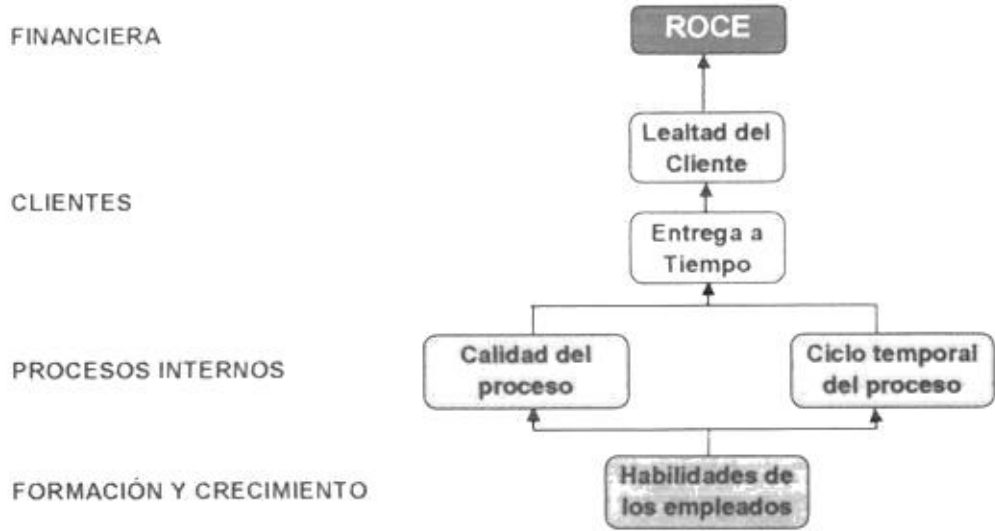 FINANCIERA
ROCE
Lealtad del
Cliente
CLIENTES
Entrega a
Tiempo
PROCESOS INTERNOS
Calidad del
proceso
Ciclo temporal
del proceso
FORMACIÓN Y CRECIMIENTO
Habilidades de
los empleados